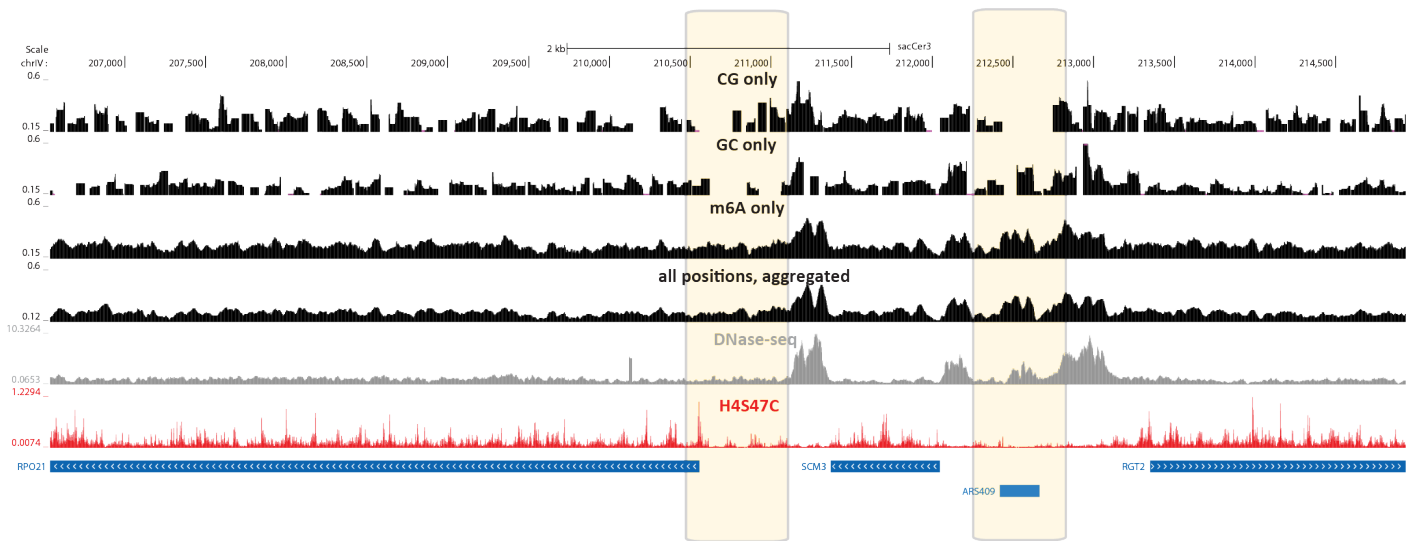 Scale
2 kb
sacCer3
chrIV :
207,000
207,500
208,000
208,500
209,000
209,500
210,000
210,500
211,000
211,500
212,000
212,500
213,000
213,500
214,000
214,500
0.6 _
CG only
0.15 _
0.6 _
GC only
0.15 _
0.6 _
m6A only
0.15 _
0.6 _
all positions, aggregated
0.12 _
10.3264 _
DNase-seq
0.0653 _
1.2294 _
H4S47C
0.0074 _
RPO21
SCM3
RGT2
ARS409